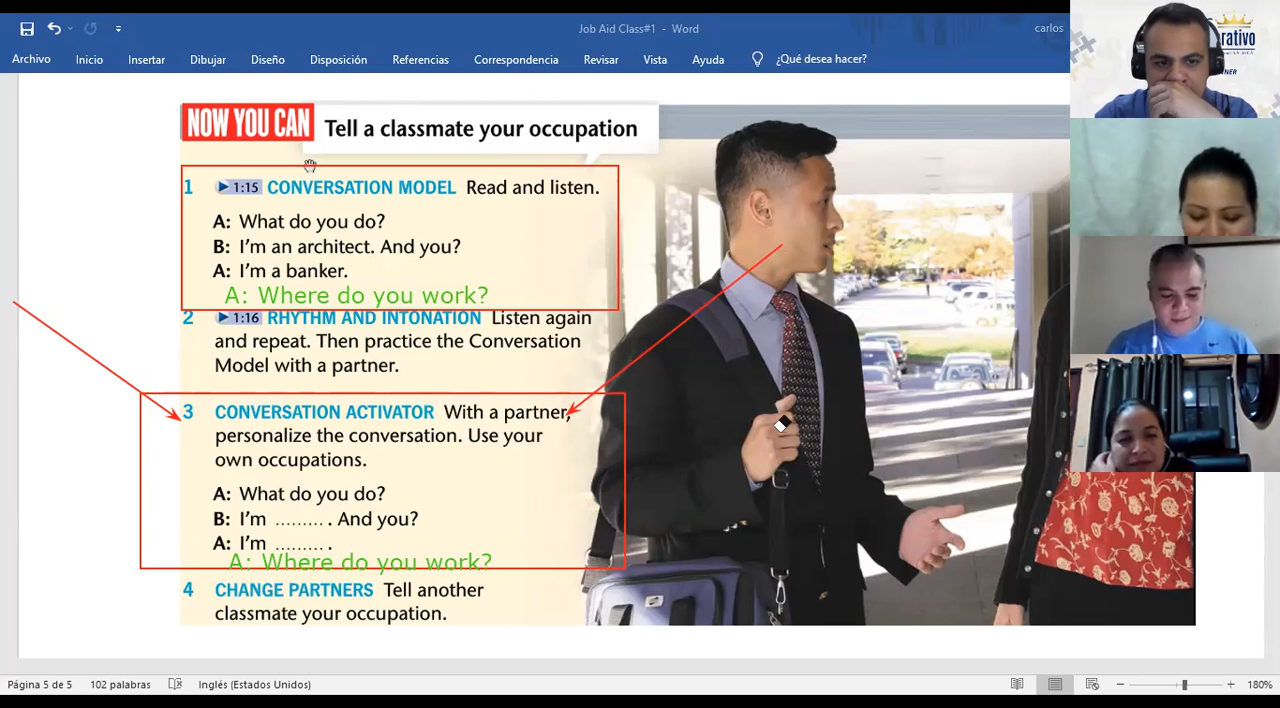 Job Aid Class#1 - Word
carlos
Archivo Inicio Insertar Dibujar Diseño Disposición Referencias Correspondencia Revisar Vista Ayuda ¿Qué desea hacer?
rativo
NER
NOW YOU CAN Tell a classmate your occupation
1 1:15 CONVERSATION MODEL Read and listen.
A: What do you do?
B: I'm an architect. And you?
A: I'm a banker.
A: Where do you work?
2 1:16 RHYTHM AND INTONATION Listen again
and repeat. Then practice the Conversation
Model with a partner.
3 CONVERSATION ACTIVATOR With a partner,
personalize the conversation. Use your
own occupations.
A: What do you do?
B: I'm ......... . And you?
A: I'm ......... .
A: Where do you work?
4 CHANGE PARTNERS Tell another
classmate your occupation.
Página 5 de 5 102 palabras Inglés (Estados Unidos) 180%